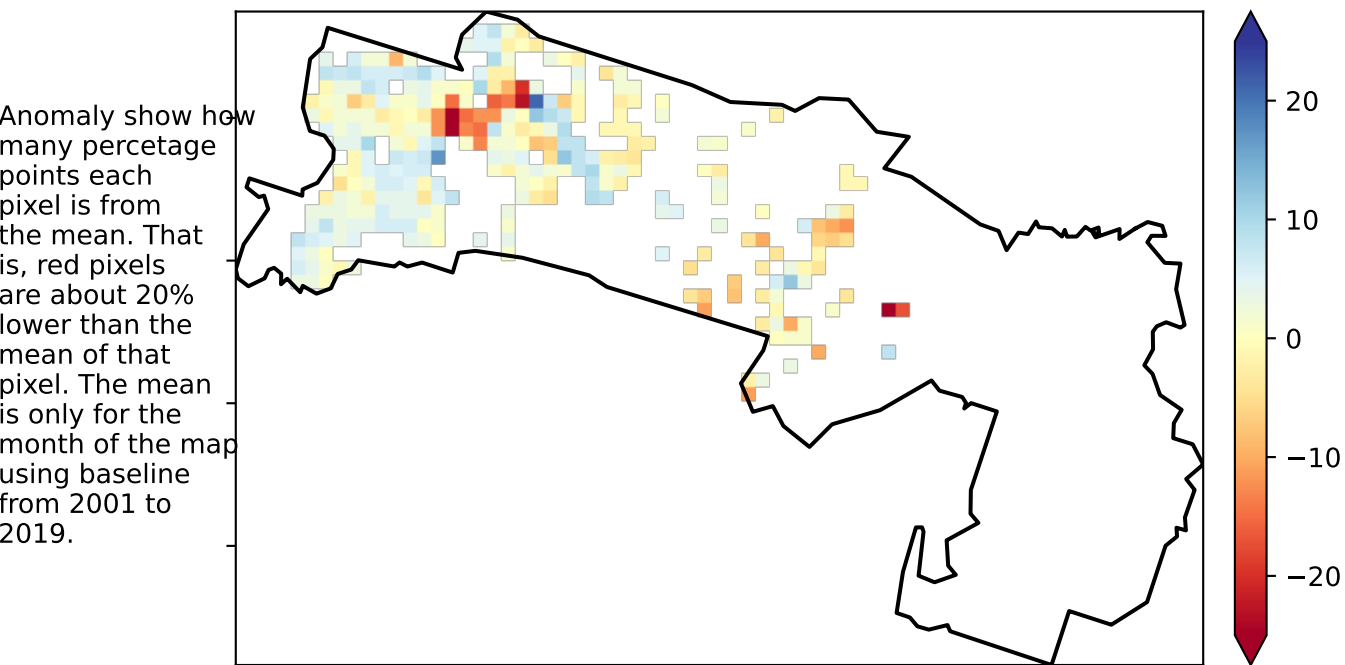 Anomaly show how
many percetage
points each
pixel is from
the mean. That
is, red pixels
are about 20%
lower than the
mean of that
pixel. The mean
is only for the
month of the map
using baseline
from 2001 to
2019.
20
10
0
−10
−20